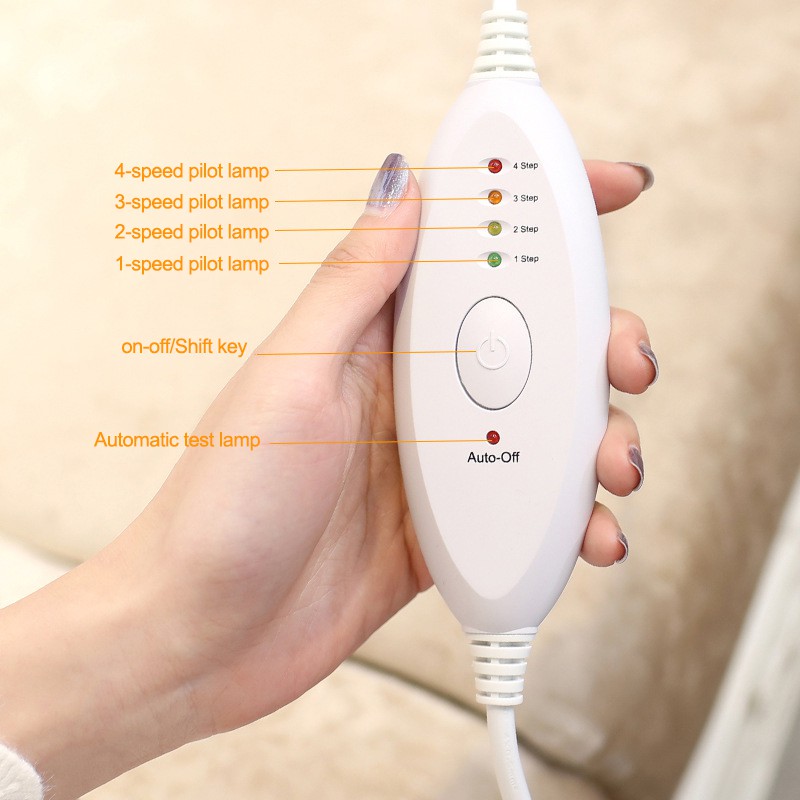 4-speed pilot lamp
4 Step
3-speed pilot lamp
3 Step
2-speed pilot lamp
2 Step
1-speed pilot lamp
1 Step
on-off/Shift key
Automatic test lamp
Auto-Off